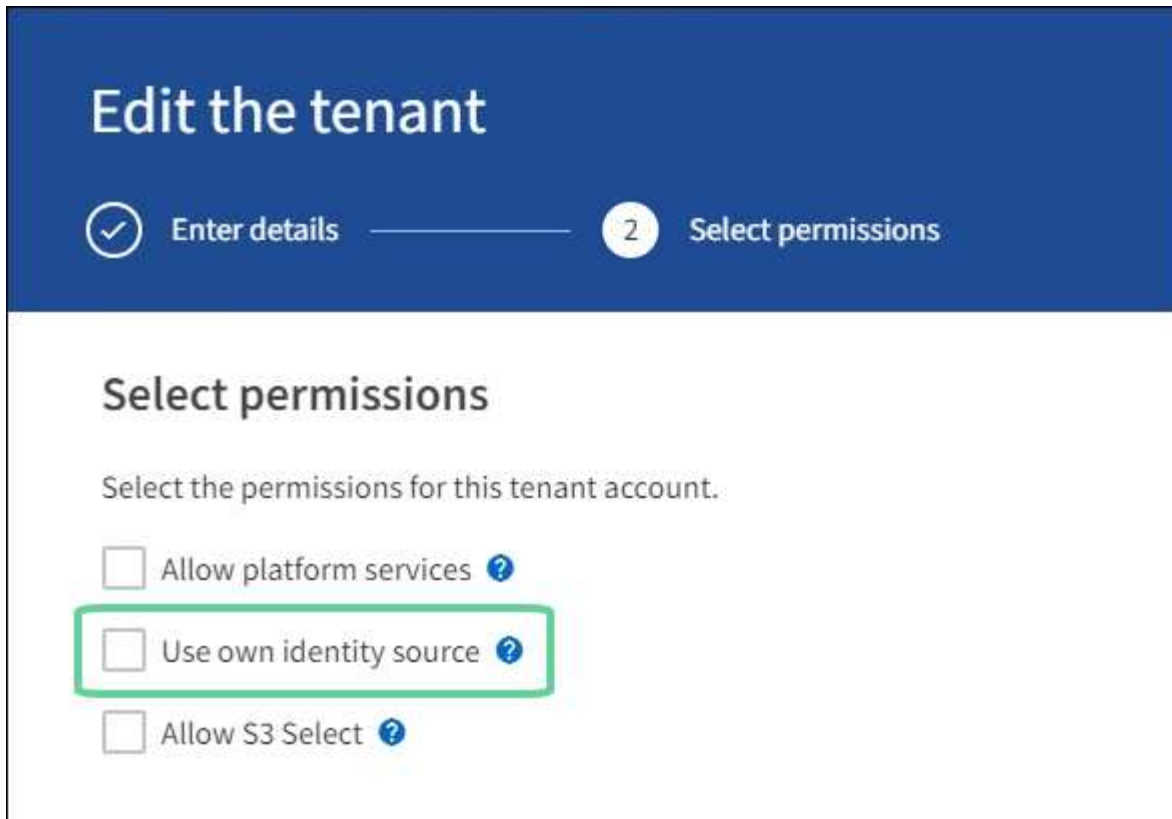 Edit the tenant
Enter details
2 Select permissions
Select permissions
Select the permissions for this tenant account.
Allow platform services ?
Use own identity source ?
Allow S3 Select ?